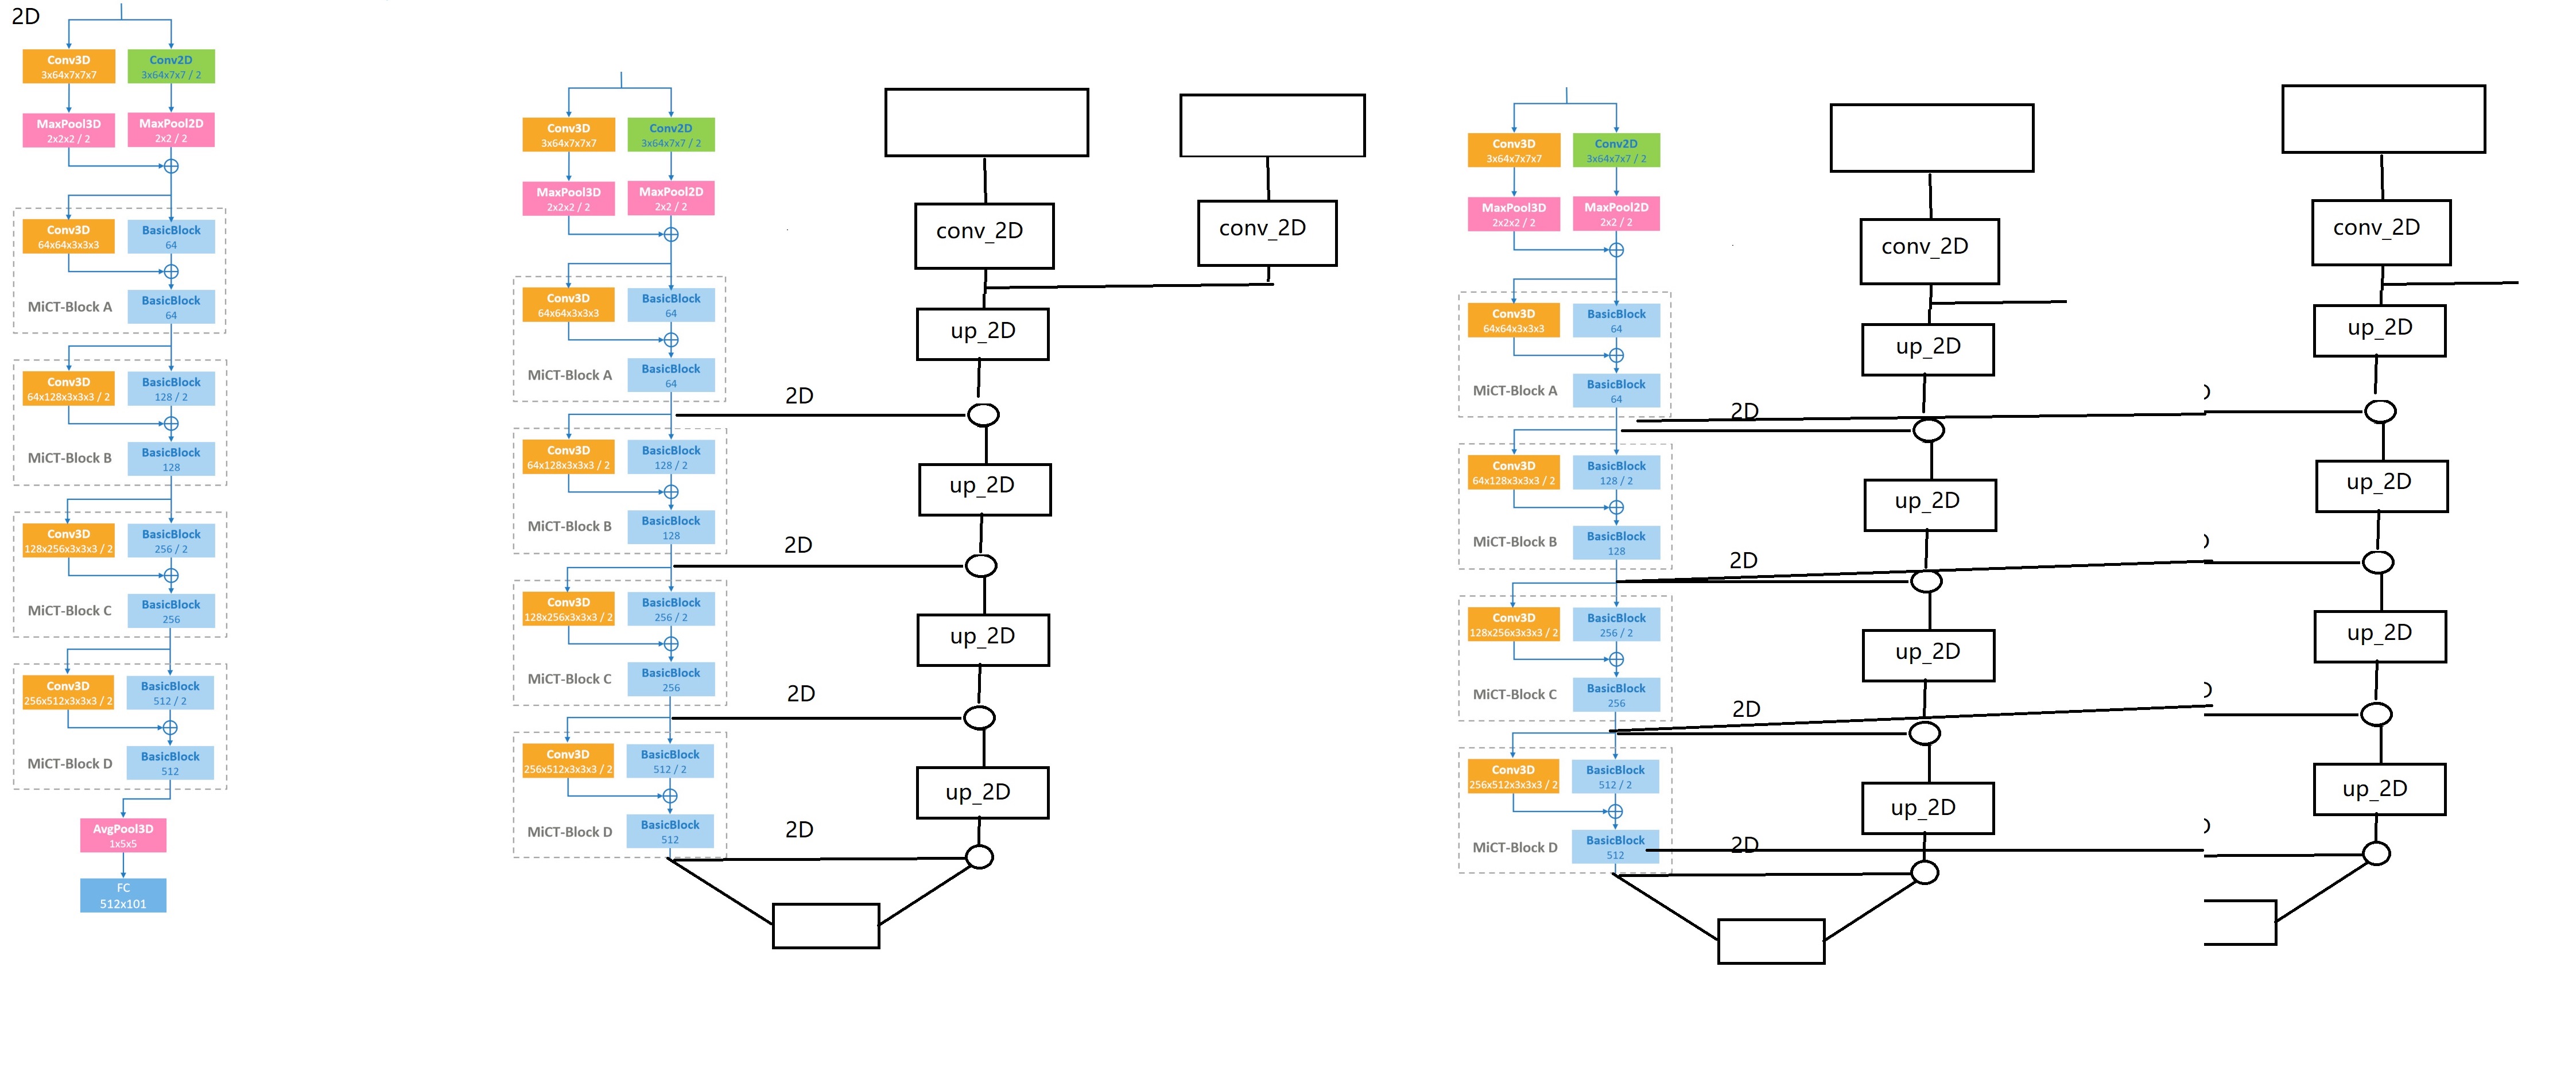 2D
Conv3D
3x64x7x7x7
Conv2D
3x64x7x7 / 2
MaxPool3D
2x2x2 / 2
MaxPool2D
2x2 / 2
Conv3D
64x64x3x3x3
BasicBlock
64
MiCT-Block A
BasicBlock
64
Conv3D
64x128x3x3x3 / 2
BasicBlock
128 / 2
MiCT-Block B
BasicBlock
128
Conv3D
128x256x3x3x3 / 2
BasicBlock
256 / 2
MiCT-Block C
BasicBlock
256
Conv3D
256x512x3x3x3 / 2
BasicBlock
512 / 2
MiCT-Block D
BasicBlock
512
AvgPool3D
1x5x5
FC
512x101
Conv3D
3x64x7x7x7
Conv2D
3x64x7x7 / 2
MaxPool3D
2x2x2 / 2
MaxPool2D
2x2 / 2
Conv3D
64x64x3x3x3
BasicBlock
64
MiCT-Block A
BasicBlock
64
Conv3D
64x128x3x3x3 / 2
BasicBlock
128 / 2
MiCT-Block B
BasicBlock
128
Conv3D
128x256x3x3x3 / 2
BasicBlock
256 / 2
MiCT-Block C
BasicBlock
256
Conv3D
256x512x3x3x3 / 2
BasicBlock
512 / 2
MiCT-Block D
BasicBlock
512
2D
2D
2D
2D
conv_2D
up_2D
up_2D
up_2D
up_2D
conv_2D
Conv3D
3x64x7x7x7
Conv2D
3x64x7x7 / 2
MaxPool3D
2x2x2 / 2
MaxPool2D
2x2 / 2
Conv3D
64x64x3x3x3
BasicBlock
64
MiCT-Block A
BasicBlock
64
Conv3D
64x128x3x3x3 / 2
BasicBlock
128 / 2
MiCT-Block B
BasicBlock
128
Conv3D
128x256x3x3x3 / 2
BasicBlock
256 / 2
MiCT-Block C
BasicBlock
256
Conv3D
256x512x3x3x3 / 2
BasicBlock
512 / 2
MiCT-Block D
BasicBlock
512
2D
2D
2D
2D
conv_2D
up_2D
up_2D
up_2D
up_2D
conv_2D
up_2D
up_2D
up_2D
up_2D